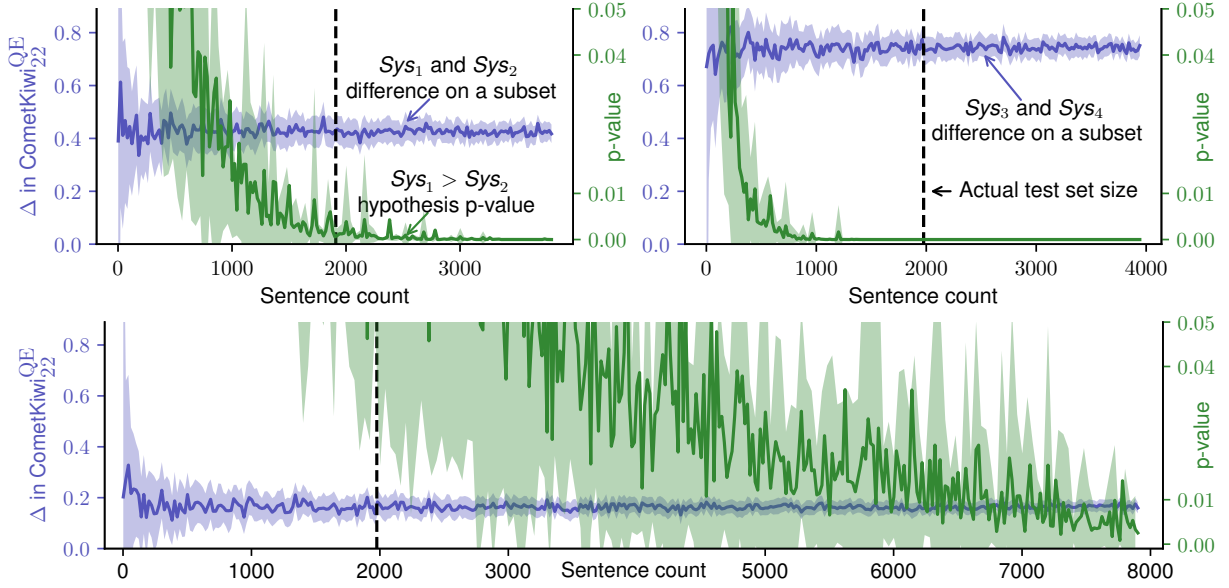 0.8
0.6
0.4
0.2
0.0
Δ in CometKiwi₂₂^QE
0
1000
2000
3000
Sentence count
0.05
0.04
0.01
0.00
p-value
Sys₁ and Sys₂
difference on a subset
Sys₁ > Sys₂
hypothesis p-value
0.8
0.6
0.4
0.2
0.0
0
1000
2000
3000
4000
Sentence count
0.05
0.04
0.01
0.00
p-value
Sys₃ and Sys₄
difference on a subset
← Actual test set size
0.8
0.6
0.4
0.2
0.0
Δ in CometKiwi₂₂^QE
0
1000
2000
3000
Sentence count
5000
6000
7000
8000
0.05
0.04
0.01
0.00
p-value